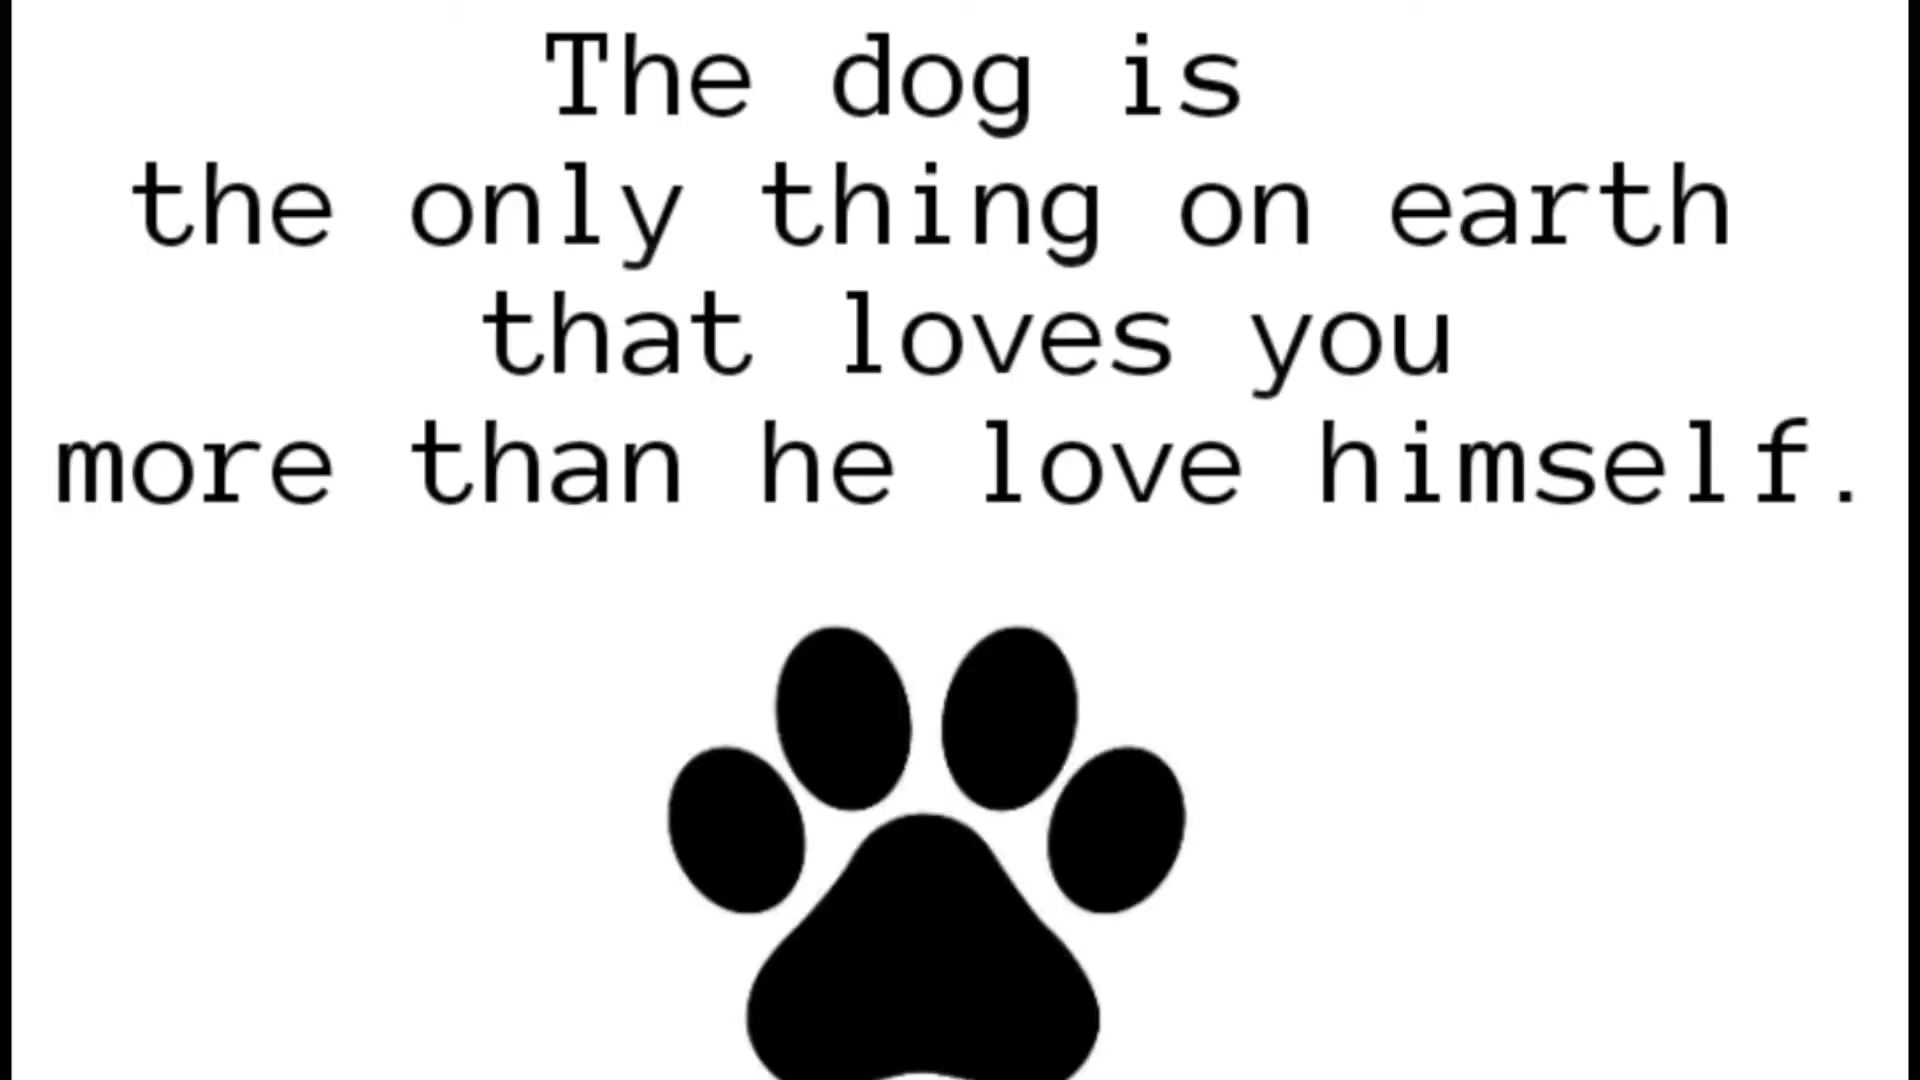 The dog is
the only thing on earth
that loves you
more than he love himself.